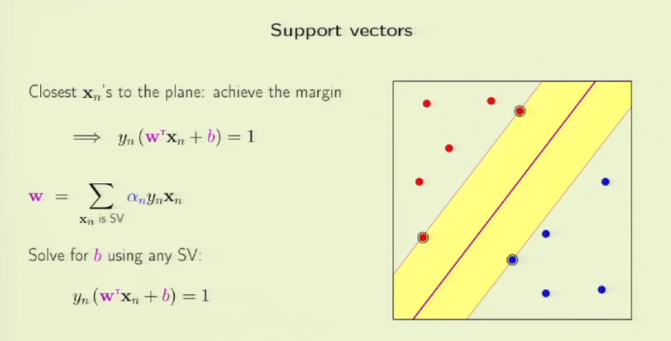 Support vectors
Closest xₙ's to the plane: achieve the margin
⟹ yₙ (wᵀxₙ + b) = 1
w = ∑ αₙyₙxₙ
xₙ is SV
Solve for b using any SV:
yₙ (wᵀxₙ + b) = 1